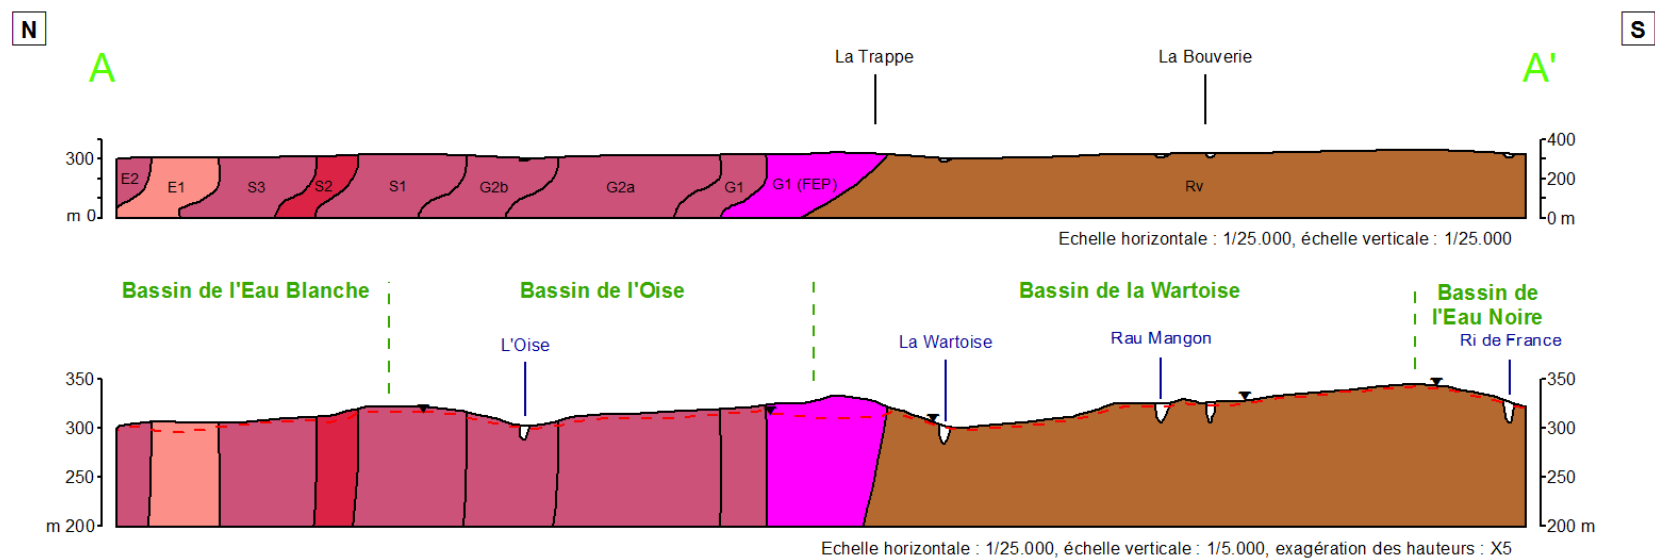 N
S
A
A'
La Trappe
La Bouverie
300
m 0
400
200
0 m
E2
E1
S3
S2
S1
G2b
G2a
G1
G1 (FEP)
Rv
Echelle horizontale : 1/25.000, échelle verticale : 1/25.000
Bassin de l'Eau Blanche
Bassin de l'Oise
Bassin de la Wartoise
Bassin de
l'Eau Noire
L'Oise
La Wartoise
Rau Mangon
Ri de France
350
300
250
m 200
350
300
250
200 m
Echelle horizontale : 1/25.000, échelle verticale : 1/5.000, exagération des hauteurs : X5